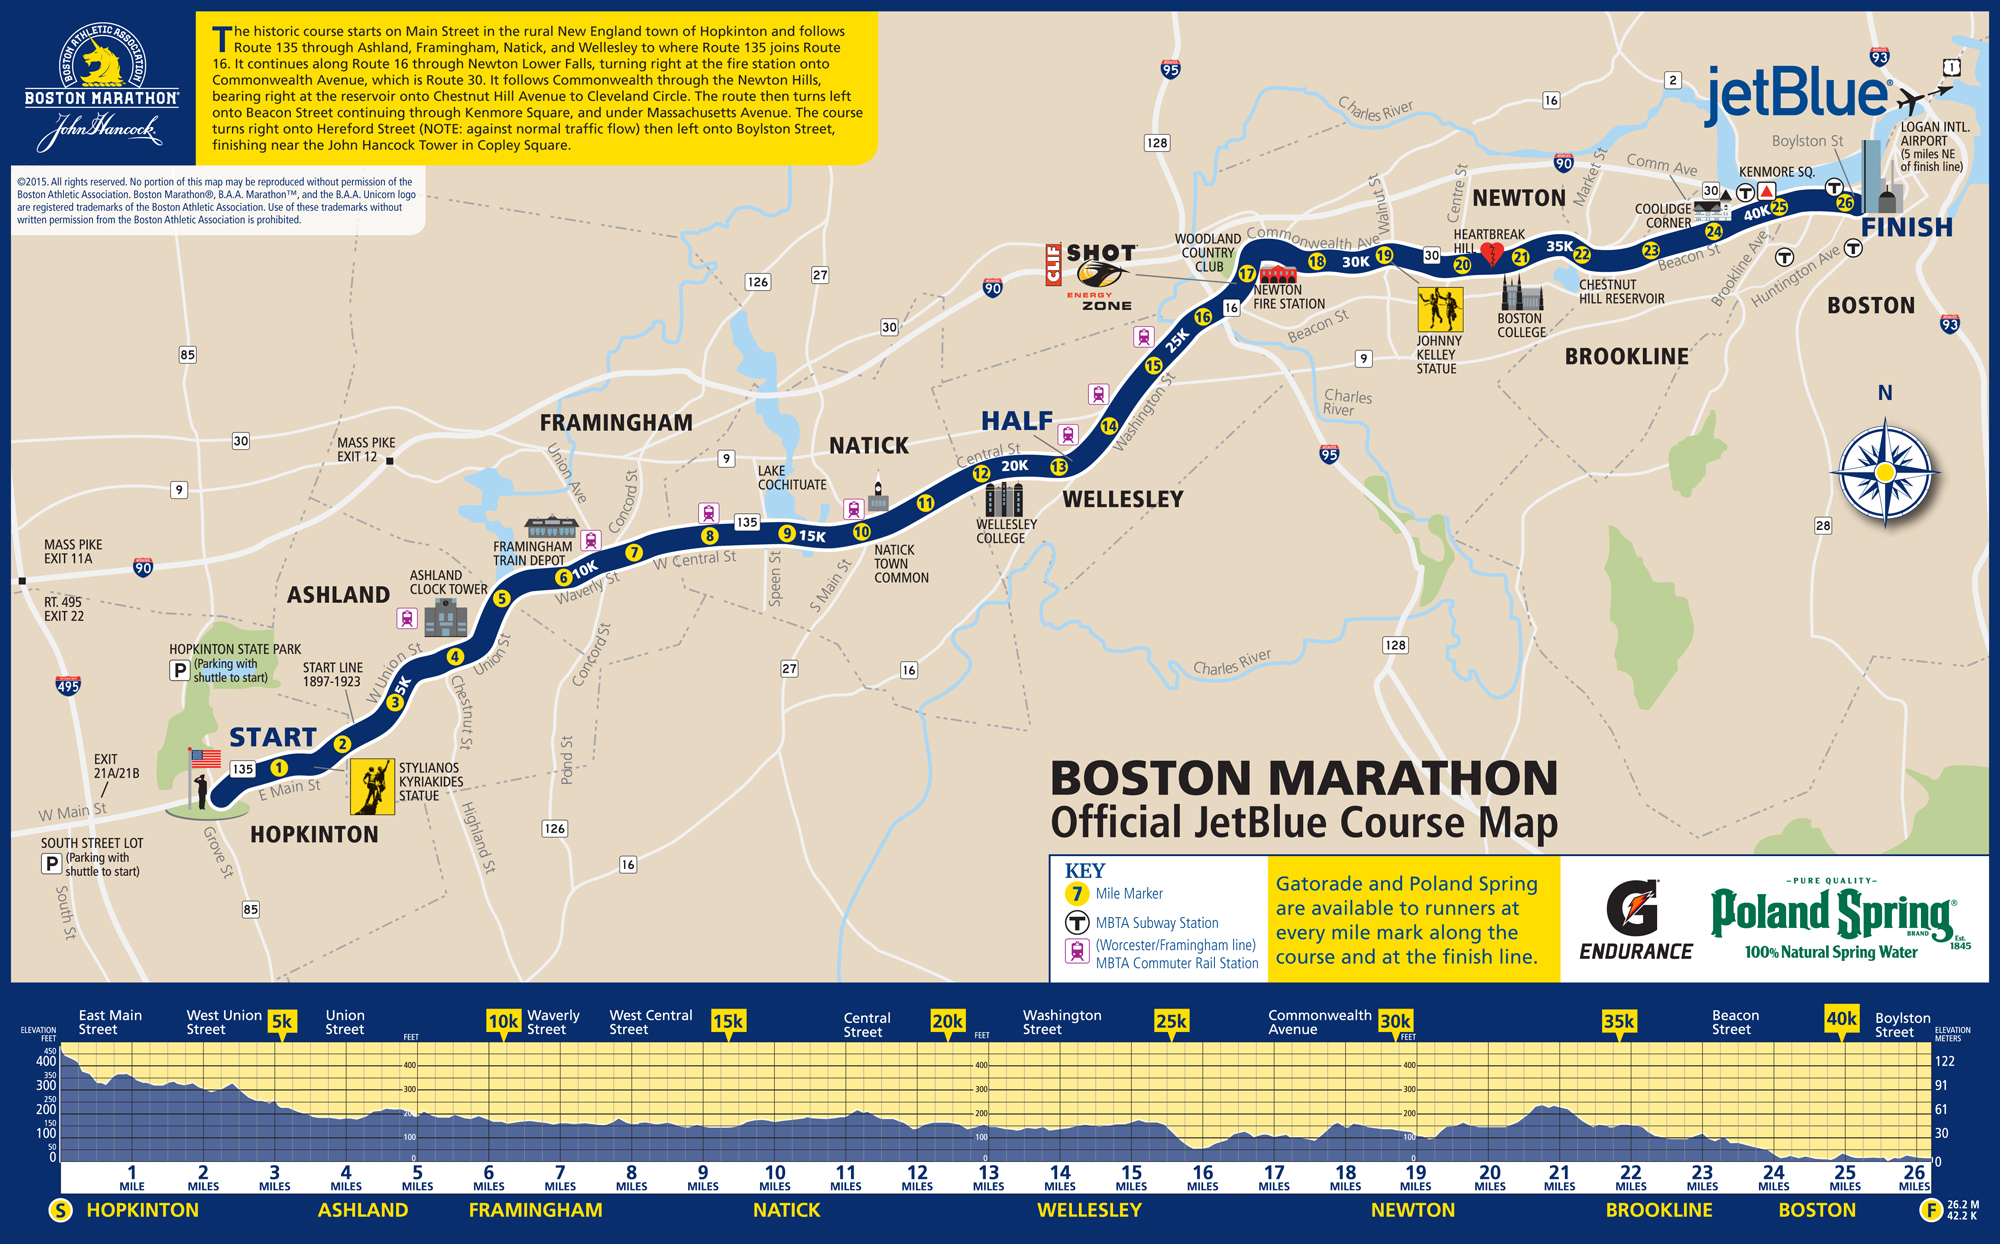 BOSTON ATHLETIC ASSOCIATION
BOSTON MARATHON®
John Hancock.
The historic course starts on Main Street in the rural New England town of Hopkinton and follows
Route 135 through Ashland, Framingham, Natick, and Wellesley to where Route 135 joins Route
16. It continues along Route 16 through Newton Lower Falls, turning right at the fire station onto
Commonwealth Avenue, which is Route 30. It follows Commonwealth through the Newton Hills,
bearing right at the reservoir onto Chestnut Hill Avenue to Cleveland Circle. The route then turns left
onto Beacon Street continuing through Kenmore Square, and under Massachusetts Avenue. The course
turns right onto Hereford Street (NOTE: against normal traffic flow) then left onto Boylston Street,
finishing near the John Hancock Tower in Copley Square.
©2015. All rights reserved. No portion of this map may be reproduced without permission of the
Boston Athletic Association. Boston Marathon®, B.A.A. Marathon™, and the B.A.A. Unicorn logo
are registered trademarks of the Boston Athletic Association. Use of these trademarks without
written permission from the Boston Athletic Association is prohibited.
95
128
Charles River
16
2
93
1
jetBlue®
LOGAN INTL.
AIRPORT
(5 miles NE
of finish line)
Boylston St
90
Market St
Comm Ave
KENMORE SQ.
30
T
T
NEWTON
Centre St
Walnut St
COOLIDGE
CORNER
40K
25
26
FINISH
24
23
Beacon St
Brookline Ave
Huntington Ave
T
T
BOSTON
93
WOODLAND
COUNTRY
CLUB
Commonwealth Ave
HEARTBREAK
HILL
35K
17
18
30K
19
30
20
21
22
CLIF
SHOT
ENERGY
ZONE
NEWTON
FIRE STATION
CHESTNUT
HILL RESERVOIR
BOSTON
COLLEGE
JOHNNY
KELLEY
STATUE
BROOKLINE
Beacon St
9
16
16
25K
15
14
Washington St
Charles
River
95
N
28
128
Charles River
126
27
90
30
85
30
9
MASS PIKE
EXIT 12
FRAMINGHAM
NATICK
HALF
Central St
12
20K
13
WELLESLEY
WELLESLEY
COLLEGE
9
LAKE
COCHITUATE
Union Ave
Concord St
11
10
NATICK
TOWN
COMMON
135
8
9
15K
W Central St
Speen St
S Main St
FRAMINGHAM
TRAIN DEPOT
7
6
10K
Waverly St
MASS PIKE
EXIT 11A
90
RT. 495
EXIT 22
ASHLAND
ASHLAND
CLOCK TOWER
5
4
Union St
W Union St
5K
3
Concord St
27
16
HOPKINTON STATE PARK
P
(Parking with
shuttle to start)
START LINE
1897-1923
495
START
135
1
2
E Main St
STYLIANOS
KYRIAKIDES
STATUE
Chestnut St
Pond St
Highland St
126
16
EXIT
21A/21B
W Main St
HOPKINTON
Grove St
SOUTH STREET LOT
P
(Parking with
shuttle to start)
South St
85
BOSTON MARATHON
Official JetBlue Course Map
KEY
7 Mile Marker
T MBTA Subway Station
(Worcester/Framingham line)
MBTA Commuter Rail Station
Gatorade and Poland Spring
are available to runners at
every mile mark along the
course and at the finish line.
G
ENDURANCE
-PURE QUALITY-
Poland Spring®
BRAND
Est.
1845
100% Natural Spring Water
ELEVATION
FEET
East Main
Street
West Union
Street
5k
Union
Street
10k
Waverly
Street
West Central
Street
15k
Central
Street
20k
Washington
Street
25k
Commonwealth
Avenue
30k
35k
Beacon
Street
40k
Boylston
Street
ELEVATION
METERS
FEET
FEET
FEET
450
400
350
300
250
200
150
100
50
0
400
300
200
100
0
400
300
200
100
0
400
300
200
100
0
122
91
61
30
0
1 2 3 4 5 6 7 8 9 10 11 12 13 14 15 16 17 18 19 20 21 22 23 24 25 26
MILE MILES MILES MILES MILES MILES MILES MILES MILES MILES MILES MILES MILES MILES MILES MILES MILES MILES MILES MILES MILES MILES MILES MILES MILES MILES
S HOPKINTON ASHLAND FRAMINGHAM NATICK WELLESLEY NEWTON BROOKLINE BOSTON F
26.2 M
42.2 K